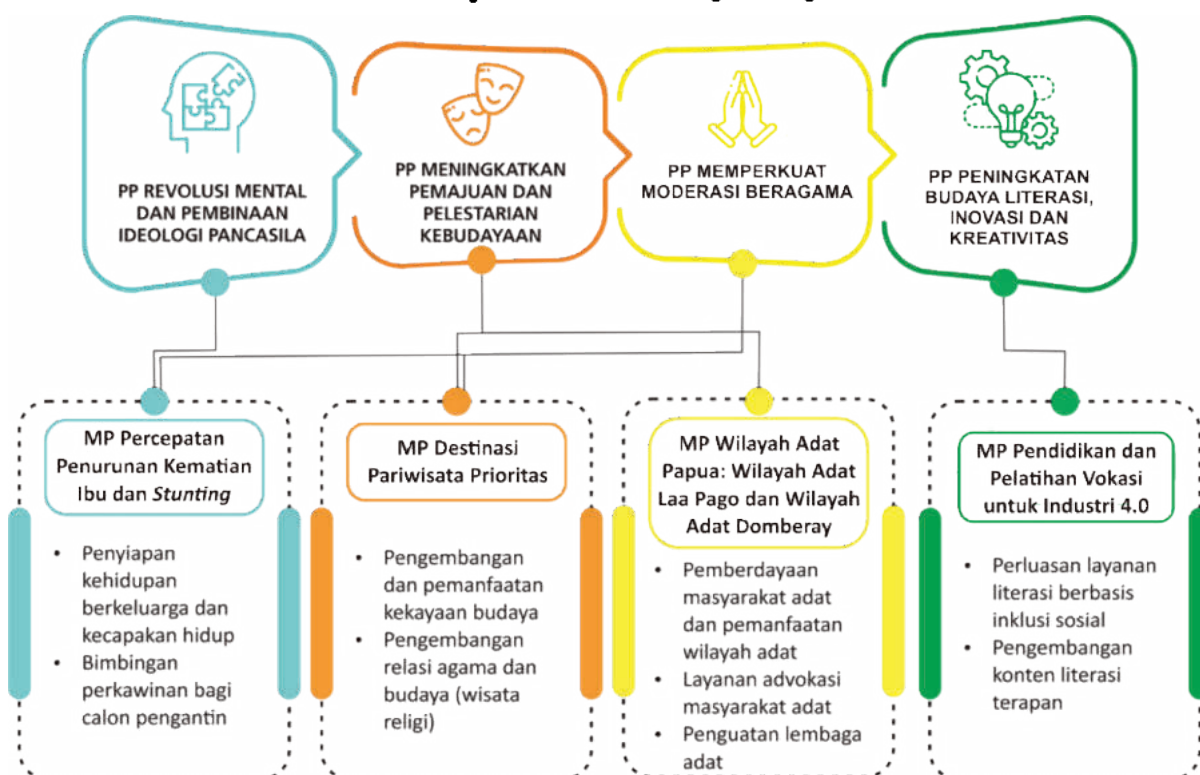 PP REVOLUSI MENTAL
DAN PEMBINAAN
IDEOLOGI PANCASILA
PP MENINGKATKAN
PEMAJUAN DAN
PELESTARIAN
KEBUDAYAAN
PP MEMPERKUAT
MODERASI BERAGAMA
PP PENINGKATAN
BUDAYA LITERASI,
INOVASI DAN
KREATIVITAS
MP Percepatan
Penurunan Kematian
Ibu dan Stunting
• Penyiapan
kehidupan
berkeluarga dan
kecapakan hidup
• Bimbingan
perkawinan bagi
calon pengantin
MP Destinasi
Pariwisata Prioritas
• Pengembangan
dan pemanfaatan
kekayaan budaya
• Pengembangan
relasi agama dan
budaya (wisata
religi)
MP Wilayah Adat
Papua: Wilayah Adat
Laa Pago dan Wilayah
Adat Domberay
• Pemberdayaan
masyarakat adat
dan pemanfaatan
wilayah adat
• Layanan advokasi
masyarakat adat
• Penguatan lembaga
adat
MP Pendidikan dan
Pelatihan Vokasi
untuk Industri 4.0
• Perluasan layanan
literasi berbasis
inklusi sosial
• Pengembangan
konten literasi
terapan